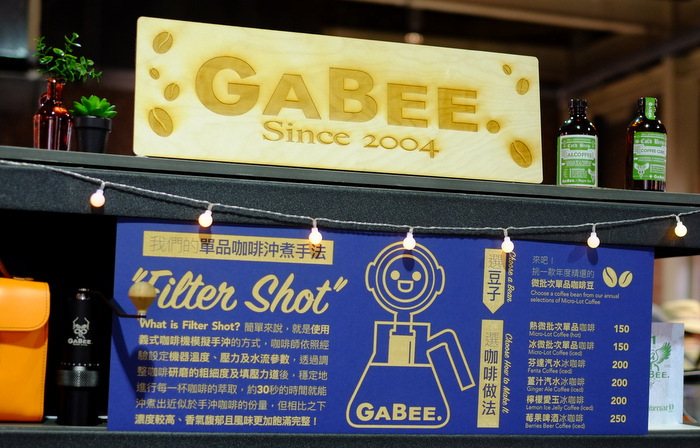 GABEE.
Since 2004
我們的單品咖啡沖煮手法
"Filter Shot"
What is Filter Shot? 簡單來說，就是使用
義式咖啡機模擬手沖的方式，咖啡師依照經
驗設定機器溫度、壓力及水流參數，透過調
整咖啡研磨的粗細度及填壓力道後，穩定地
進行每一杯咖啡的萃取，約30秒的時間就能
沖煮出近似於手沖咖啡的份量，但相比之下
濃度較高、香氣馥郁且風味更加飽滿完整！
GABEE.
選豆子
Choose a Bean
選咖啡做法
Choose How to Make It
來吧！
挑一款年度精選的
微批次單品咖啡豆
Choose a coffee bean from our annual
selections of Micro-Lot Coffee
熱微批次單品咖啡 150
Micro-Lot Coffee (hot)
冰微批次單品咖啡 150
Micro-Lot Coffee (iced)
芬達汽水冰咖啡 200
Fenta Coffee (iced)
薑汁汽水冰咖啡 200
Ginger Ale Coffee (iced)
檸檬愛玉冰咖啡 200
Lemon Ice Jelly Coffee (iced)
莓果啤酒冰咖啡 250
Berries Beer Coffee (iced)
GABEE.
Cold Brew
Cold Brew
GABEE.